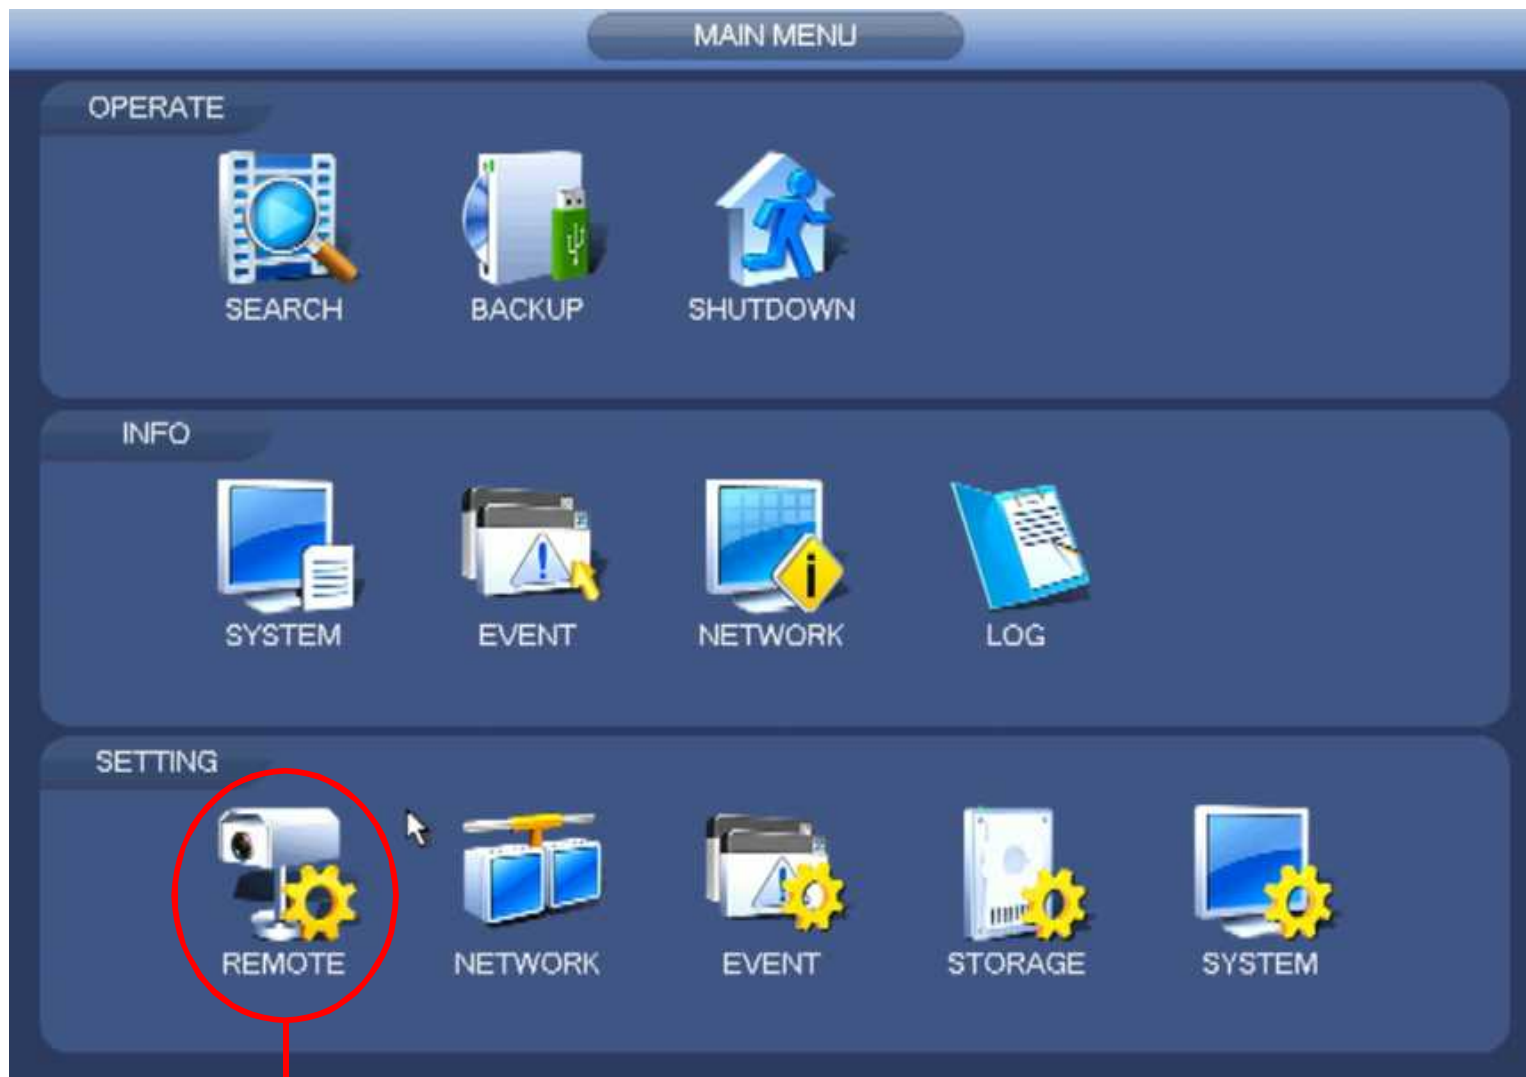 MAIN MENU
OPERATE
SEARCH BACKUP SHUTDOWN
INFO
SYSTEM EVENT NETWORK LOG
SETTING
REMOTE NETWORK EVENT STORAGE SYSTEM